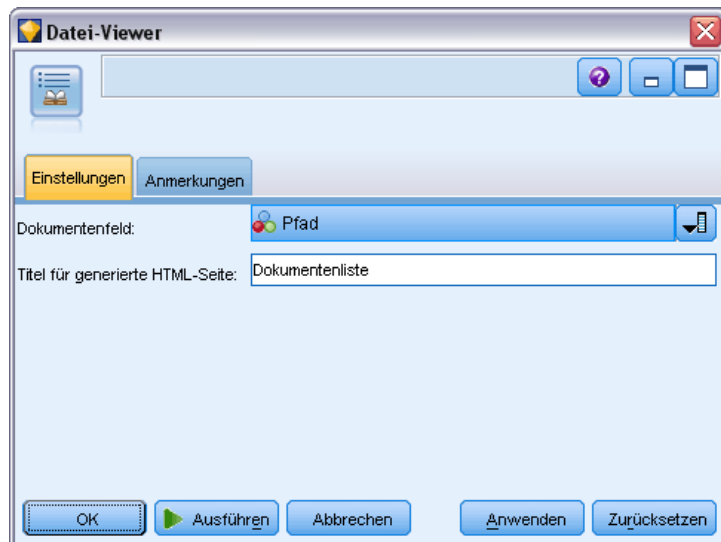 Datei-Viewer
Einstellungen
Anmerkungen
Dokumentenfeld:
Pfad
Titel für generierte HTML-Seite:
Dokumentenliste
OK
Ausführen
Abbrechen
Anwenden
Zurücksetzen